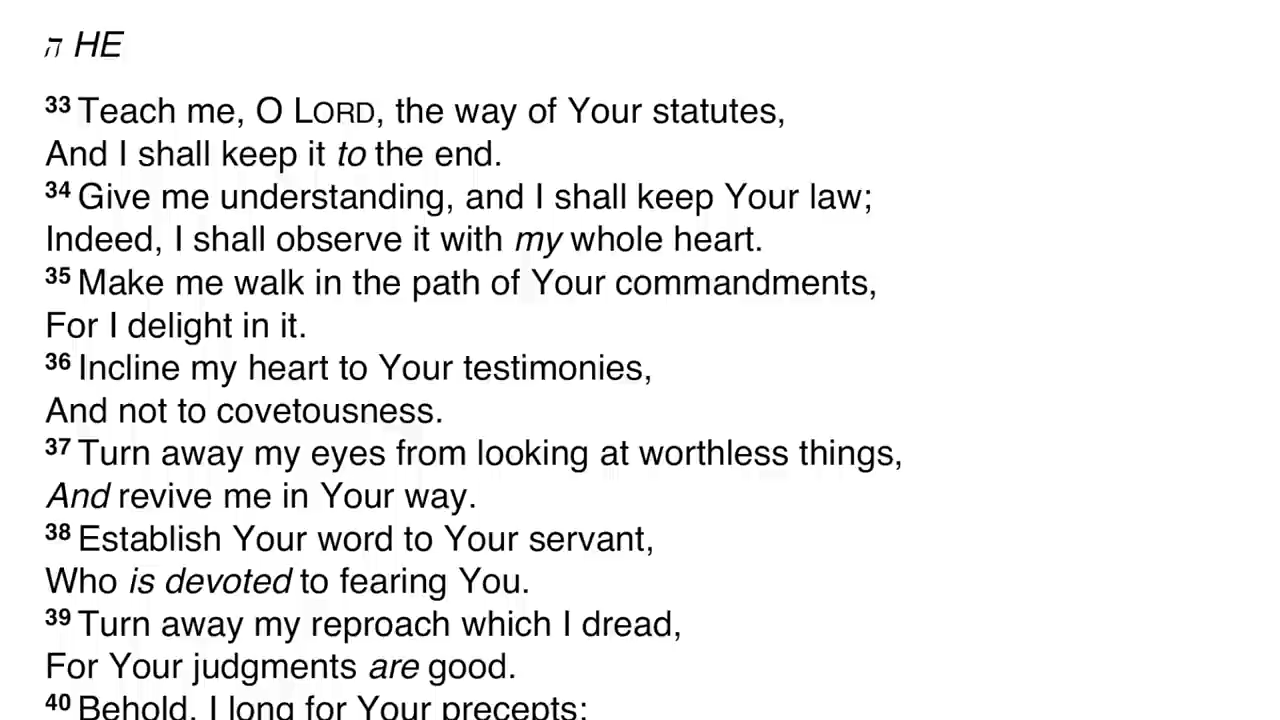 ה HE
33 Teach me, O LORD, the way of Your statutes,
And I shall keep it to the end.
34 Give me understanding, and I shall keep Your law;
Indeed, I shall observe it with my whole heart.
35 Make me walk in the path of Your commandments,
For I delight in it.
36 Incline my heart to Your testimonies,
And not to covetousness.
37 Turn away my eyes from looking at worthless things,
And revive me in Your way.
38 Establish Your word to Your servant,
Who is devoted to fearing You.
39 Turn away my reproach which I dread,
For Your judgments are good.
40 Behold, I long for Your precepts;